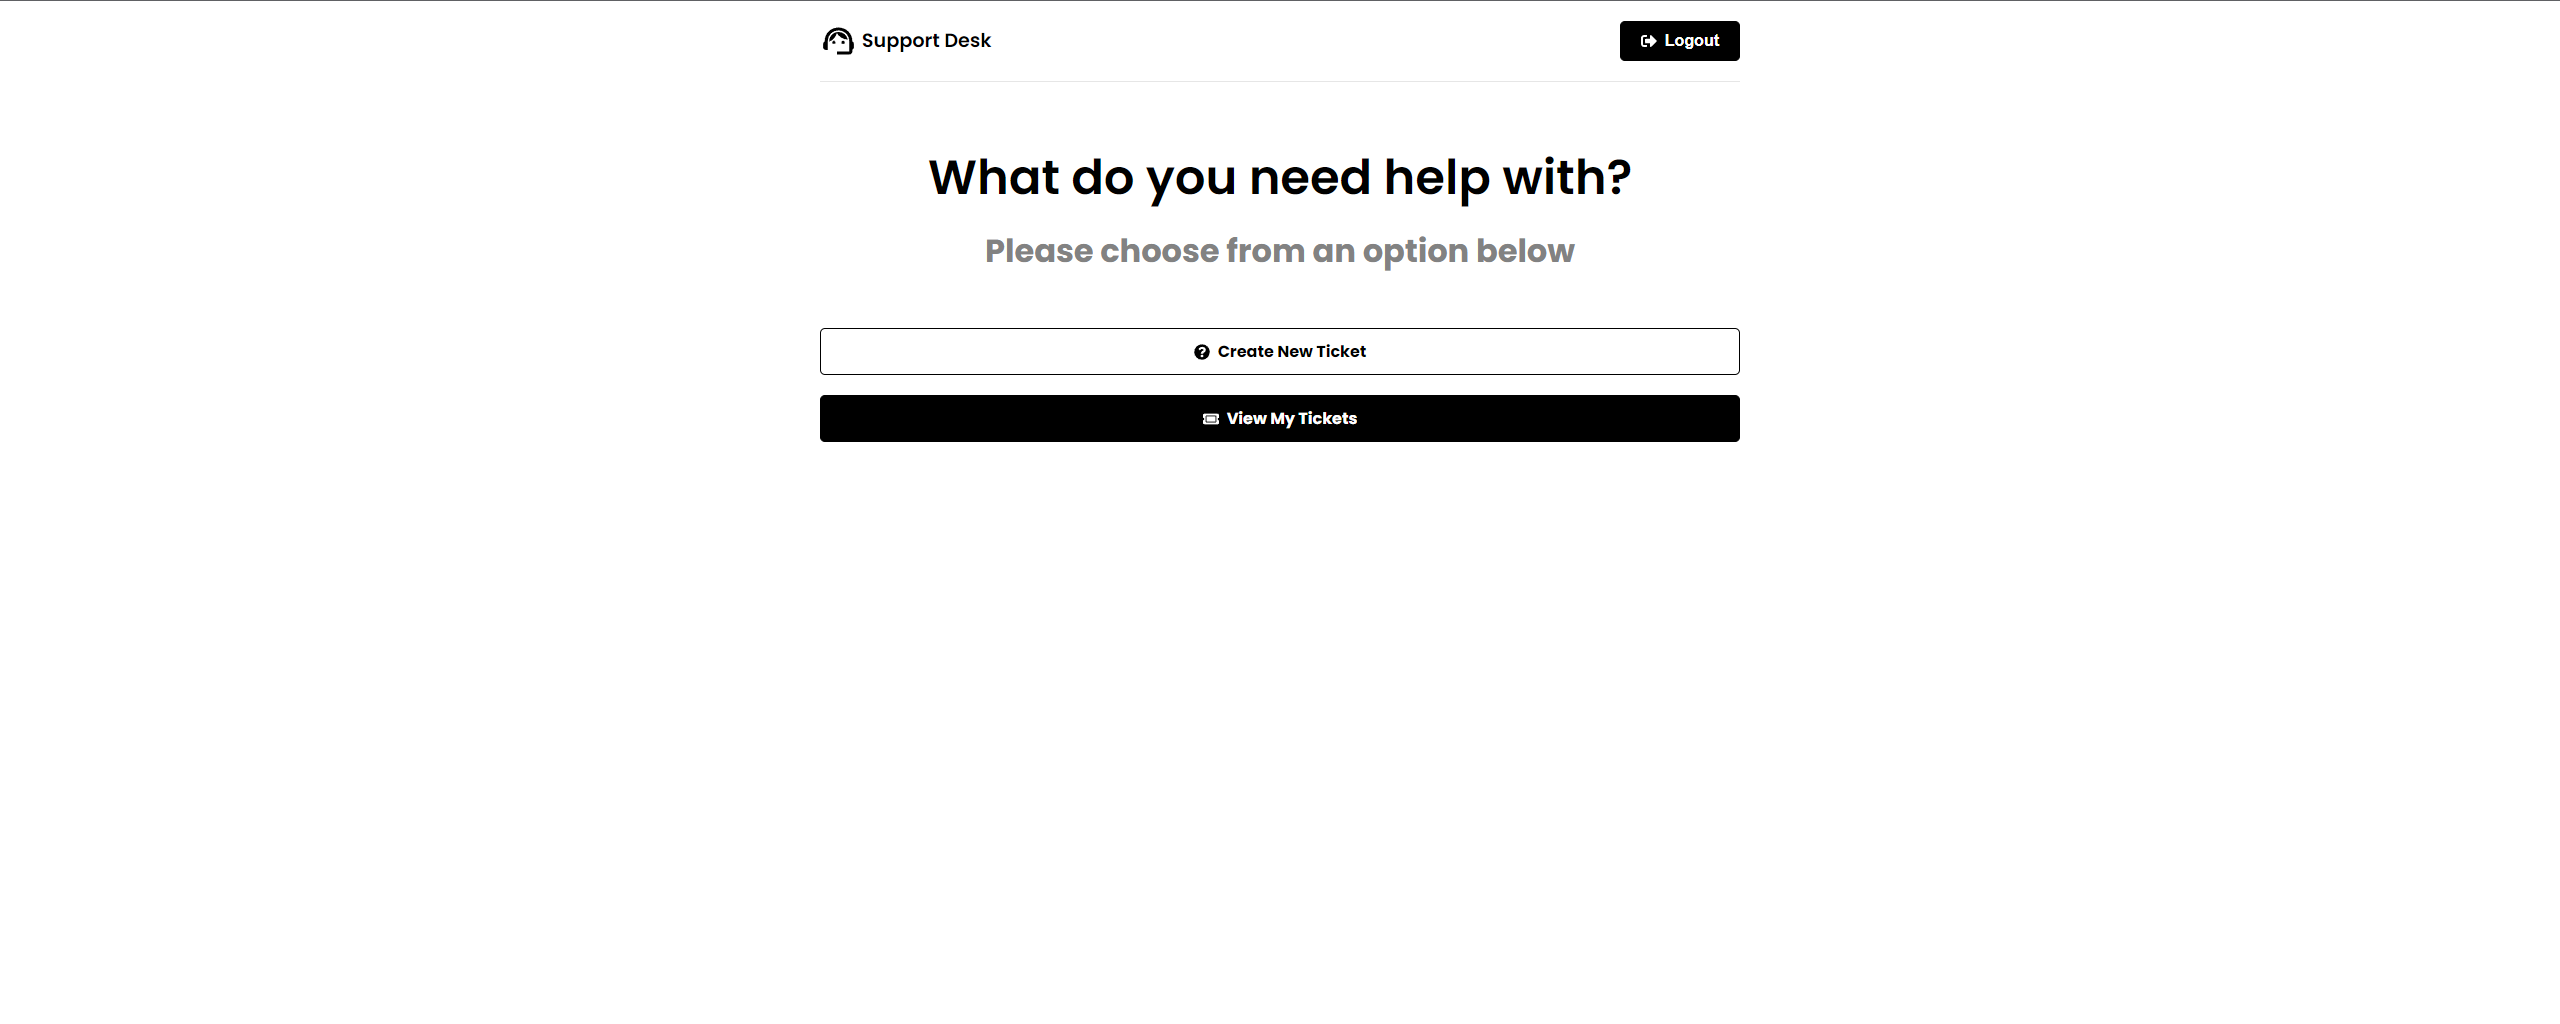 Support Desk
Logout
What do you need help with?
Please choose from an option below
Create New Ticket
View My Tickets